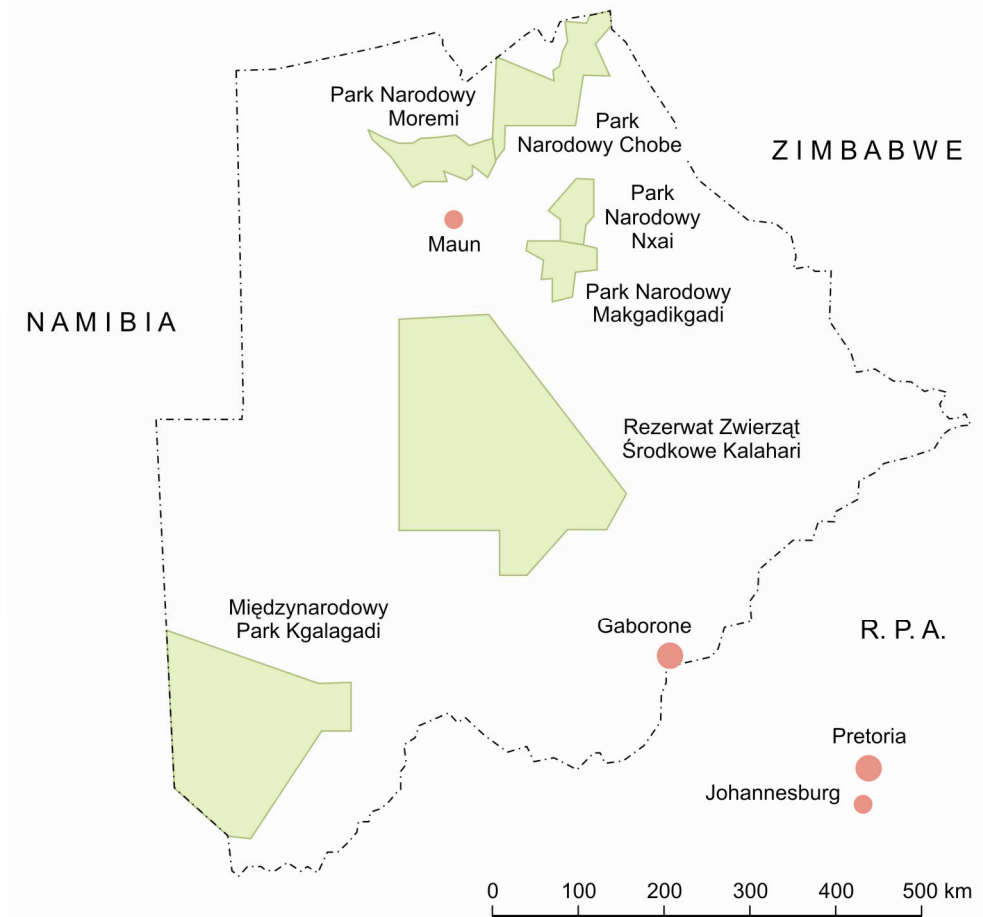 Park Narodowy
Moremi
Park
Narodowy Chobe
ZIMBABWE
Park
Narodowy
Nxai
Maun
Park Narodowy
Makgadikgadi
NAMIBIA
Rezerwat Zwierząt
Środkowe Kalahari
Międzynarodowy
Park Kgalagadi
Gaborone
R. P. A.
Pretoria
Johannesburg
0 100 200 300 400 500 km